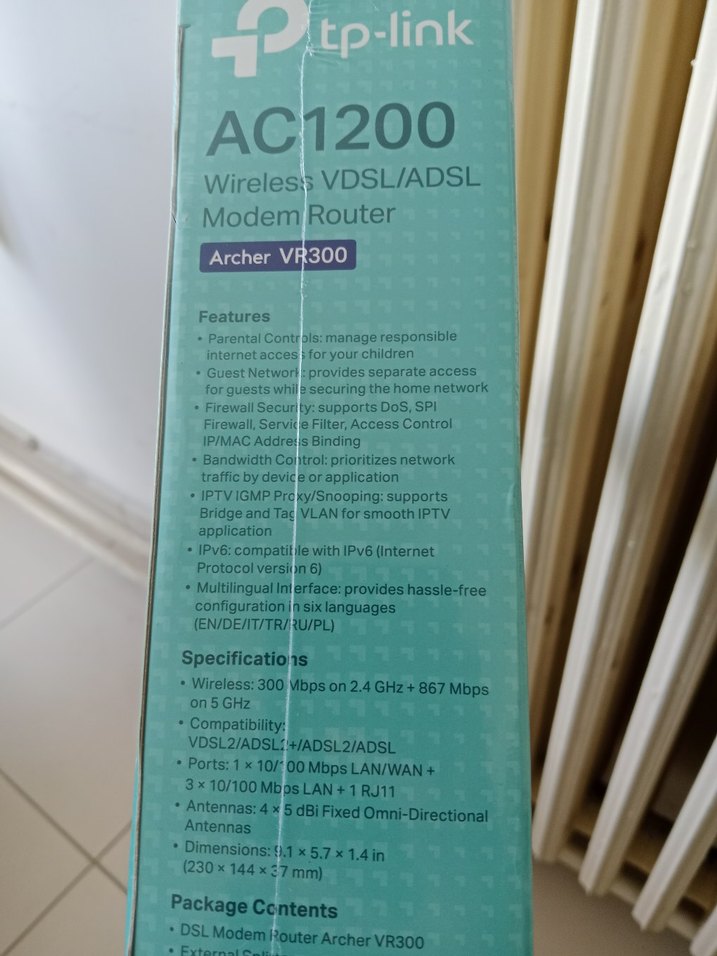 tp-link
AC1200
Wireless VDSL/ADSL
Modem Router
Archer VR300
Features
• Parental Controls: manage responsible
internet access for your children
• Guest Network: provides separate access
for guests while securing the home network
• Firewall Security: supports DoS, SPI
Firewall, Service Filter, Access Control
IP/MAC Address Binding
• Bandwidth Control: prioritizes network
traffic by device or application
• IPTV IGMP Proxy/Snooping: supports
Bridge and Tag VLAN for smooth IPTV
application
• IPv6: compatible with IPv6 (Internet
Protocol version 6)
• Multilingual Interface: provides hassle-free
configuration in six languages
(EN/DE/IT/TR/RU/PL)
Specifications
• Wireless: 300 Mbps on 2.4 GHz + 867 Mbps
on 5 GHz
• Compatibility:
VDSL2/ADSL2+/ADSL2/ADSL
• Ports: 1 × 10/100 Mbps LAN/WAN +
3 × 10/100 Mbps LAN + 1 RJ11
• Antennas: 4 × 5 dBi Fixed Omni-Directional
Antennas
• Dimensions: 9.1 × 5.7 × 1.4 in
(230 × 144 × 37 mm)
Package Contents
• DSL Modem Router Archer VR300
• External